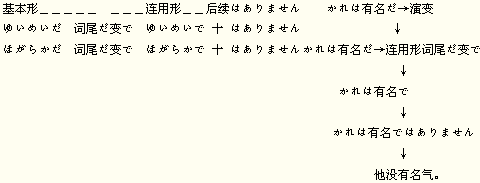 基本形_____ ___连用形__后续はありません かれは有名だ→演变
ゆいめいだ 词尾だ变で ゆいめいで 十 はありません ↓
ほがらかだ 词尾だ变で ほがらかで 十 はありません かれは有名だ→连用形词尾だ变で
↓
かれは有名で
↓
かれは有名ではありません
↓
他没有名气。